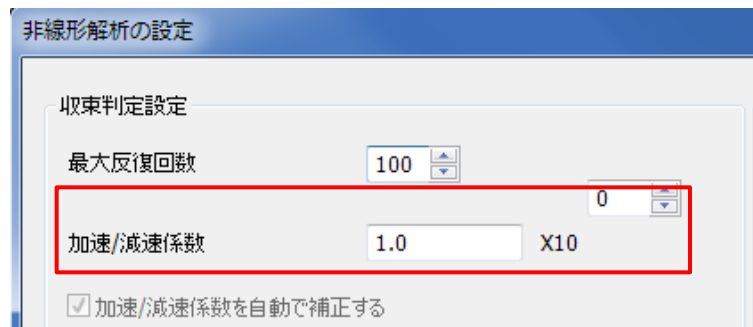 非線形解析の設定
収束判定設定
最大反復回数 100
0
加速/減速係数 1.0 X10
加速/減速係数を自動で補正する